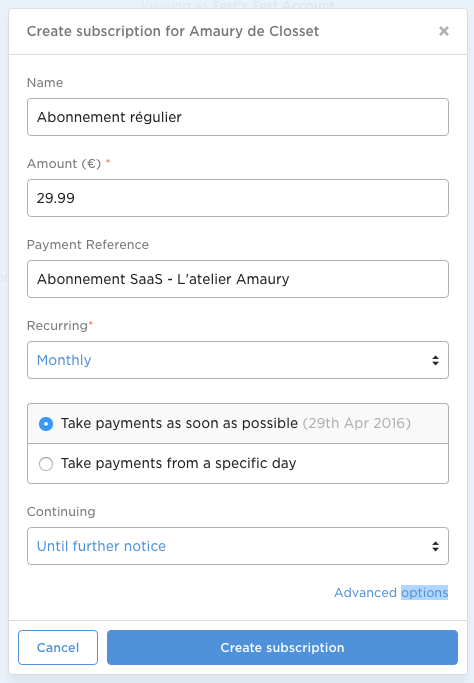 Viewing as Test's Test Account
Create subscription for Amaury de Closset ×
Name
Abonnement régulier
Amount (€) *
29.99
Payment Reference
Abonnement SaaS - L'atelier Amaury
Recurring*
Monthly
Take payments as soon as possible (29th Apr 2016)
Take payments from a specific day
Continuing
Until further notice
Advanced options
Cancel Create subscription